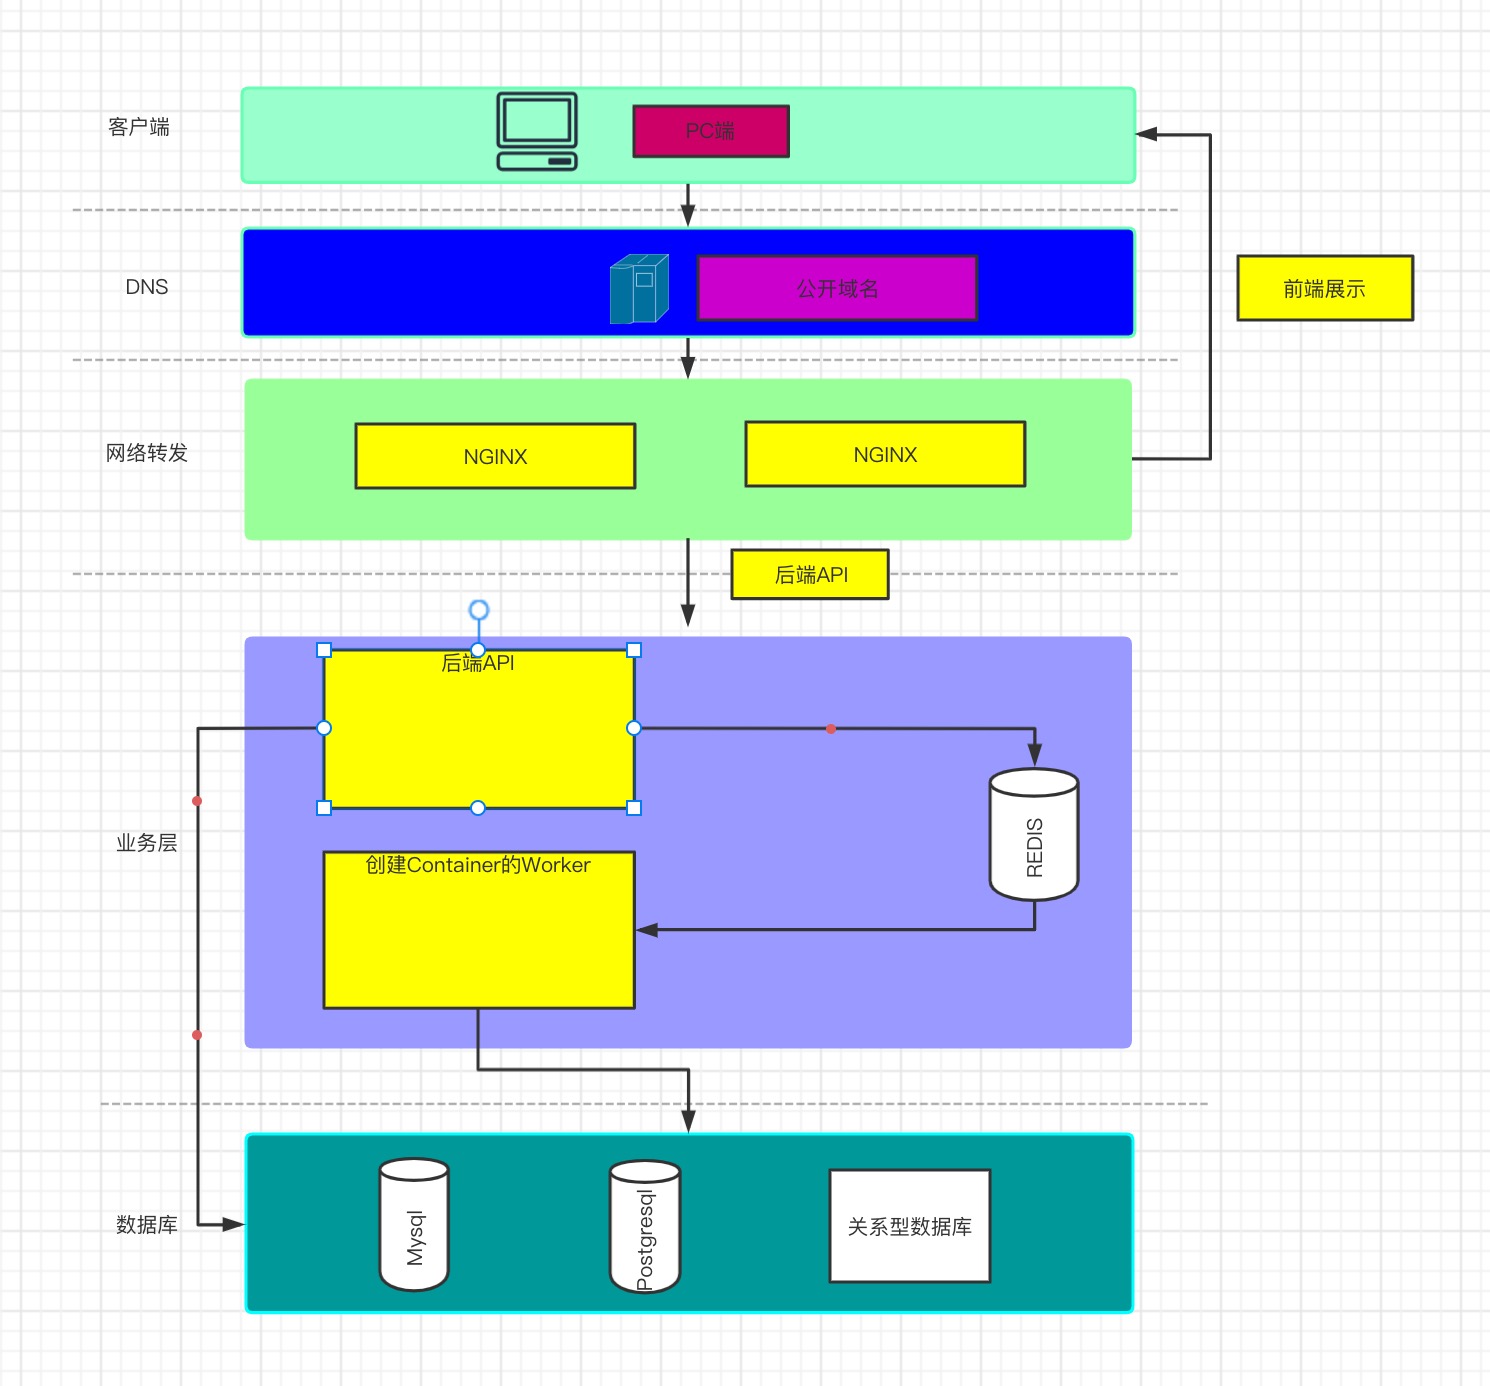 客户端
PC端
DNS
公开域名
前端展示
网络转发
NGINX
NGINX
后端API
后端API
业务层
REDIS
创建Container的Worker
数据库
Mysql
Postgresql
关系型数据库